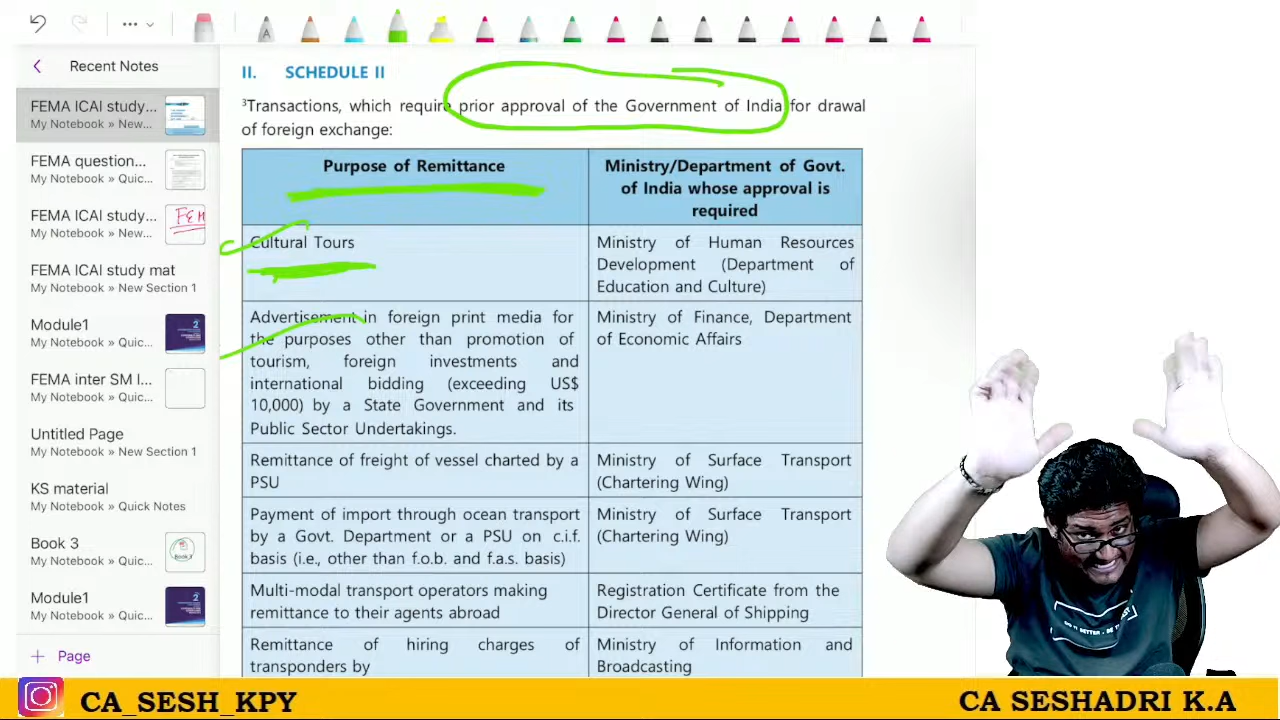 Recent Notes
FEMA ICAI study...
My Notebook » New...
FEMA question...
My Notebook » Quic...
FEMA ICAI study...
My Notebook » New...
FEM
FEMA ICAI study mat
My Notebook » New Section 1
Module1
My Notebook » Quic...
2
FEMA inter SM I...
My Notebook » Quic...
Untitled Page
My Notebook » New Section 1
KS material
My Notebook » Quick Notes
Book 3
My Notebook » Quic...
Book 3
Module1
My Notebook » Quic...
2
+ Page
II. SCHEDULE II
³Transactions, which require prior approval of the Government of India for drawal
of foreign exchange:
Purpose of Remittance
Ministry/Department of Govt.
of India whose approval is
required
Cultural Tours
Ministry of Human Resources
Development (Department of
Education and Culture)
Advertisement in foreign print media for
the purposes other than promotion of
tourism, foreign investments and
international bidding (exceeding US$
10,000) by a State Government and its
Public Sector Undertakings.
Ministry of Finance, Department
of Economic Affairs
Remittance of freight of vessel charted by a
PSU
Ministry of Surface Transport
(Chartering Wing)
Payment of import through ocean transport
by a Govt. Department or a PSU on c.i.f.
basis (i.e., other than f.o.b. and f.a.s. basis)
Ministry of Surface Transport
(Chartering Wing)
Multi-modal transport operators making
remittance to their agents abroad
Registration Certificate from the
Director General of Shipping
Remittance of hiring charges of
transponders by
Ministry of Information and
Broadcasting
CA_SESH_KPY
CA SESHADRI K.A